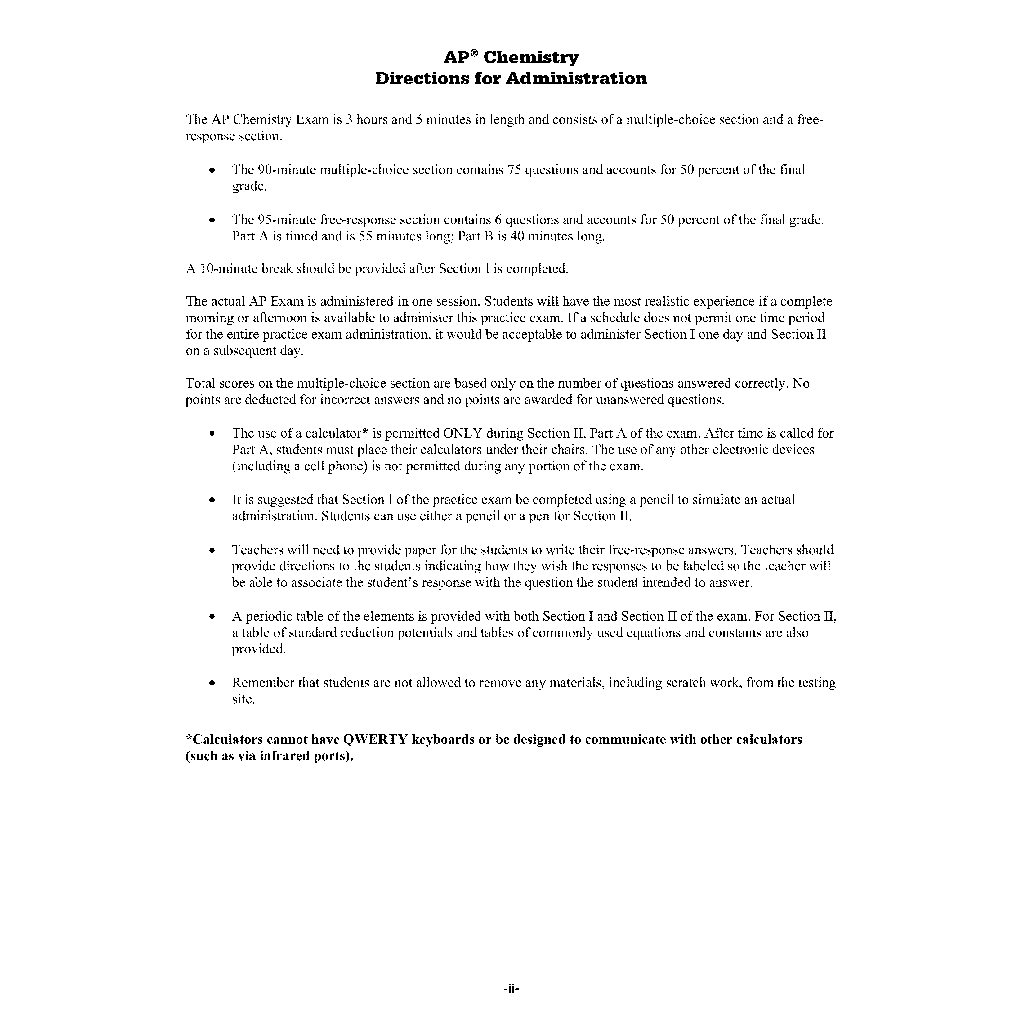 AP® Chemistry
Directions for Administration
The AP Chemistry Exam is 3 hours and 5 minutes in length and consists of a multiple-choice section and a free-
response section.
• The 90-minute multiple-choice section contains 75 questions and accounts for 50 percent of the final
grade.
• The 95-minute free-response section contains 6 questions and accounts for 50 percent of the final grade.
Part A is timed and is 55 minutes long; Part B is 40 minutes long.
A 10-minute break should be provided after Section I is completed.
The actual AP Exam is administered in one session. Students will have the most realistic experience if a complete
morning or afternoon is available to administer this practice exam. If a schedule does not permit one time period
for the entire practice exam administration, it would be acceptable to administer Section I one day and Section II
on a subsequent day.
Total scores on the multiple-choice section are based only on the number of questions answered correctly. No
points are deducted for incorrect answers and no points are awarded for unanswered questions.
• The use of a calculator* is permitted ONLY during Section II, Part A of the exam. After time is called for
Part A, students must place their calculators under their chairs. The use of any other electronic devices
(including a cell phone) is not permitted during any portion of the exam.
• It is suggested that Section I of the practice exam be completed using a pencil to simulate an actual
administration. Students can use either a pencil or a pen for Section II.
• Teachers will need to provide paper for the students to write their free-response answers. Teachers should
provide directions to the students indicating how they wish the responses to be labeled so the teacher will
be able to associate the student's response with the question the student intended to answer.
• A periodic table of the elements is provided with both Section I and Section II of the exam. For Section II,
a table of standard reduction potentials and tables of commonly used equations and constants are also
provided.
• Remember that students are not allowed to remove any materials, including scratch work, from the testing
site.
*Calculators cannot have QWERTY keyboards or be designed to communicate with other calculators
(such as via infrared ports).
-ii-